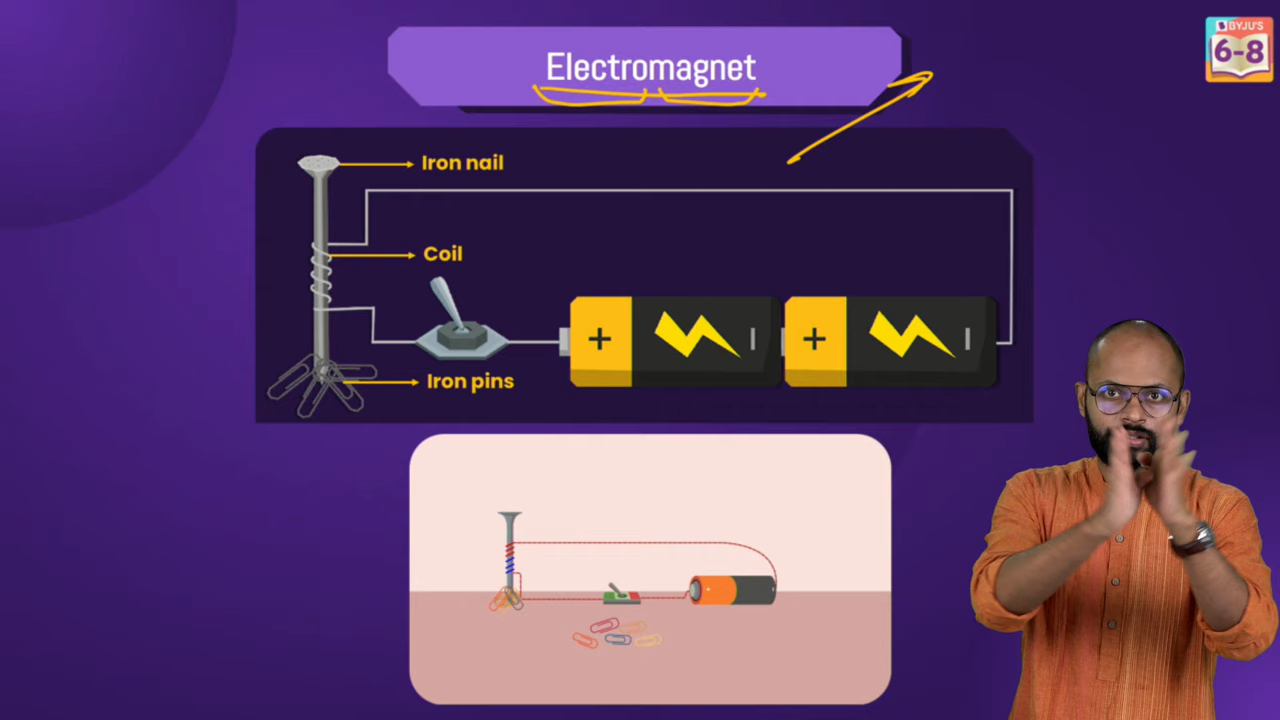 Electromagnet
BYJU'S
6-8
Iron nail
Coil
+
+
Iron pins